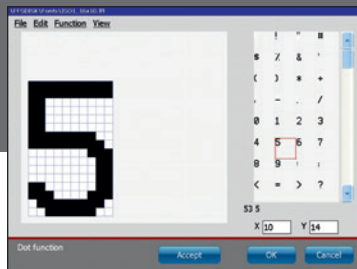 File Edit Function View
! " #
$ % & '
( ) * +
, - . /
0 1 2 3
4 5 6 7
8 9 : ;
< = > ?
53 5
X 10 Y 14
Dot function
Accept OK Cancel